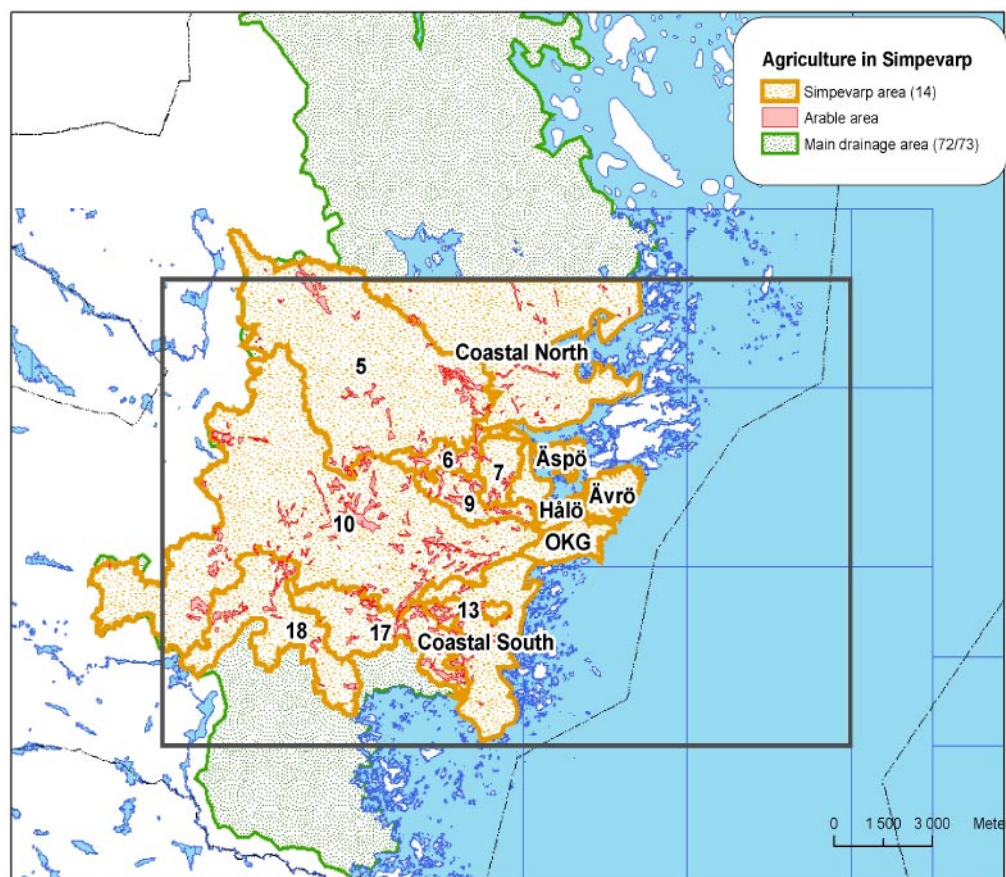 Agriculture in Simpevarp
Simpevarp area (14)
Arable area
Main drainage area (72/73)
Coastal North
5
6
7
Äspö
9
Ävrö
Hålö
10
OKG
13
18
17
Coastal South
0 1 500 3 000 Mete